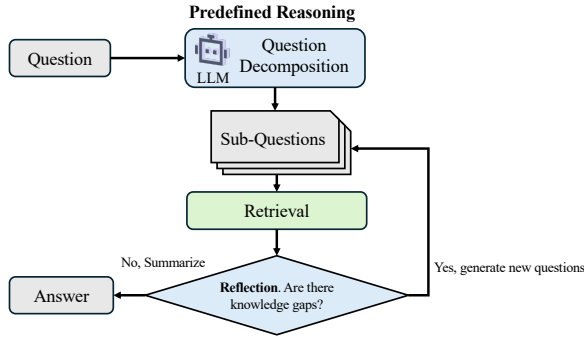 Predefined Reasoning
Question
LLM
Question
Decomposition
Sub-Questions
Retrieval
No, Summarize
Yes, generate new questions
Reflection. Are there
knowledge gaps?
Answer